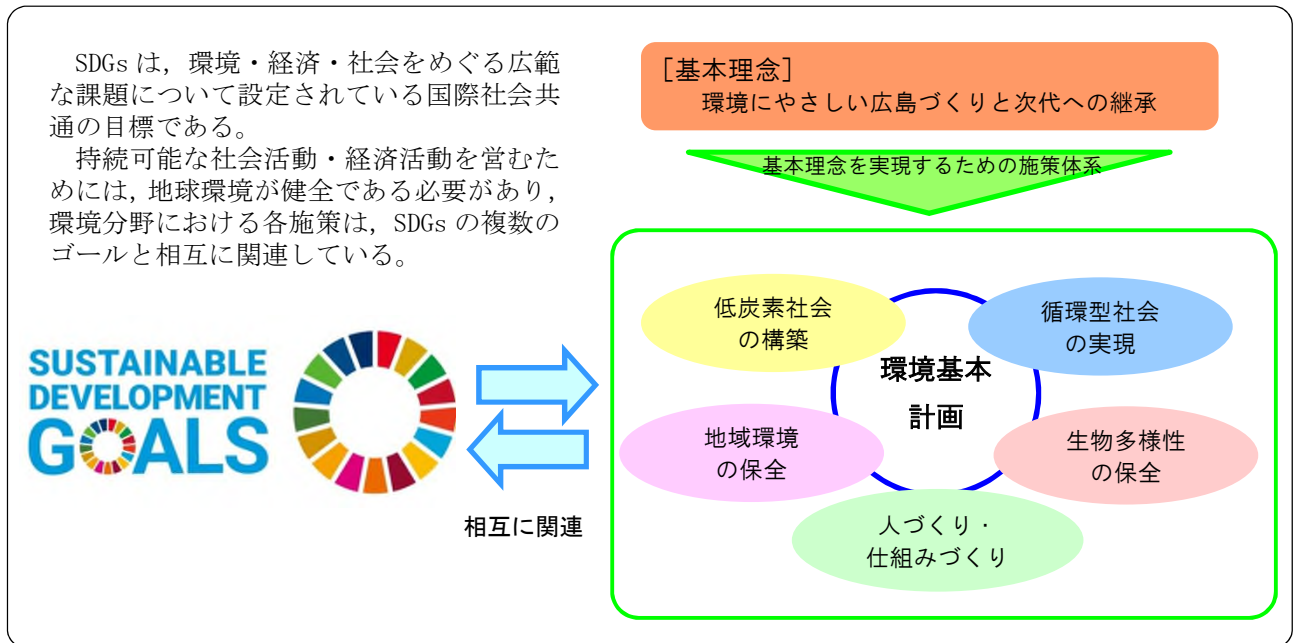 SDGs は，環境・経済・社会をめぐる広範
な課題について設定されている国際社会共
通の目標である。
　持続可能な社会活動・経済活動を営むた
めには，地球環境が健全である必要があり，
環境分野における各施策は，SDGs の複数の
ゴールと相互に関連している。
SUSTAINABLE
DEVELOPMENT
GOALS
相互に関連
［基本理念］
環境にやさしい広島づくりと次代への継承
基本理念を実現するための施策体系
低炭素社会
の構築
循環型社会
の実現
環境基本
計画
地域環境
の保全
生物多様性
の保全
人づくり・
仕組みづくり